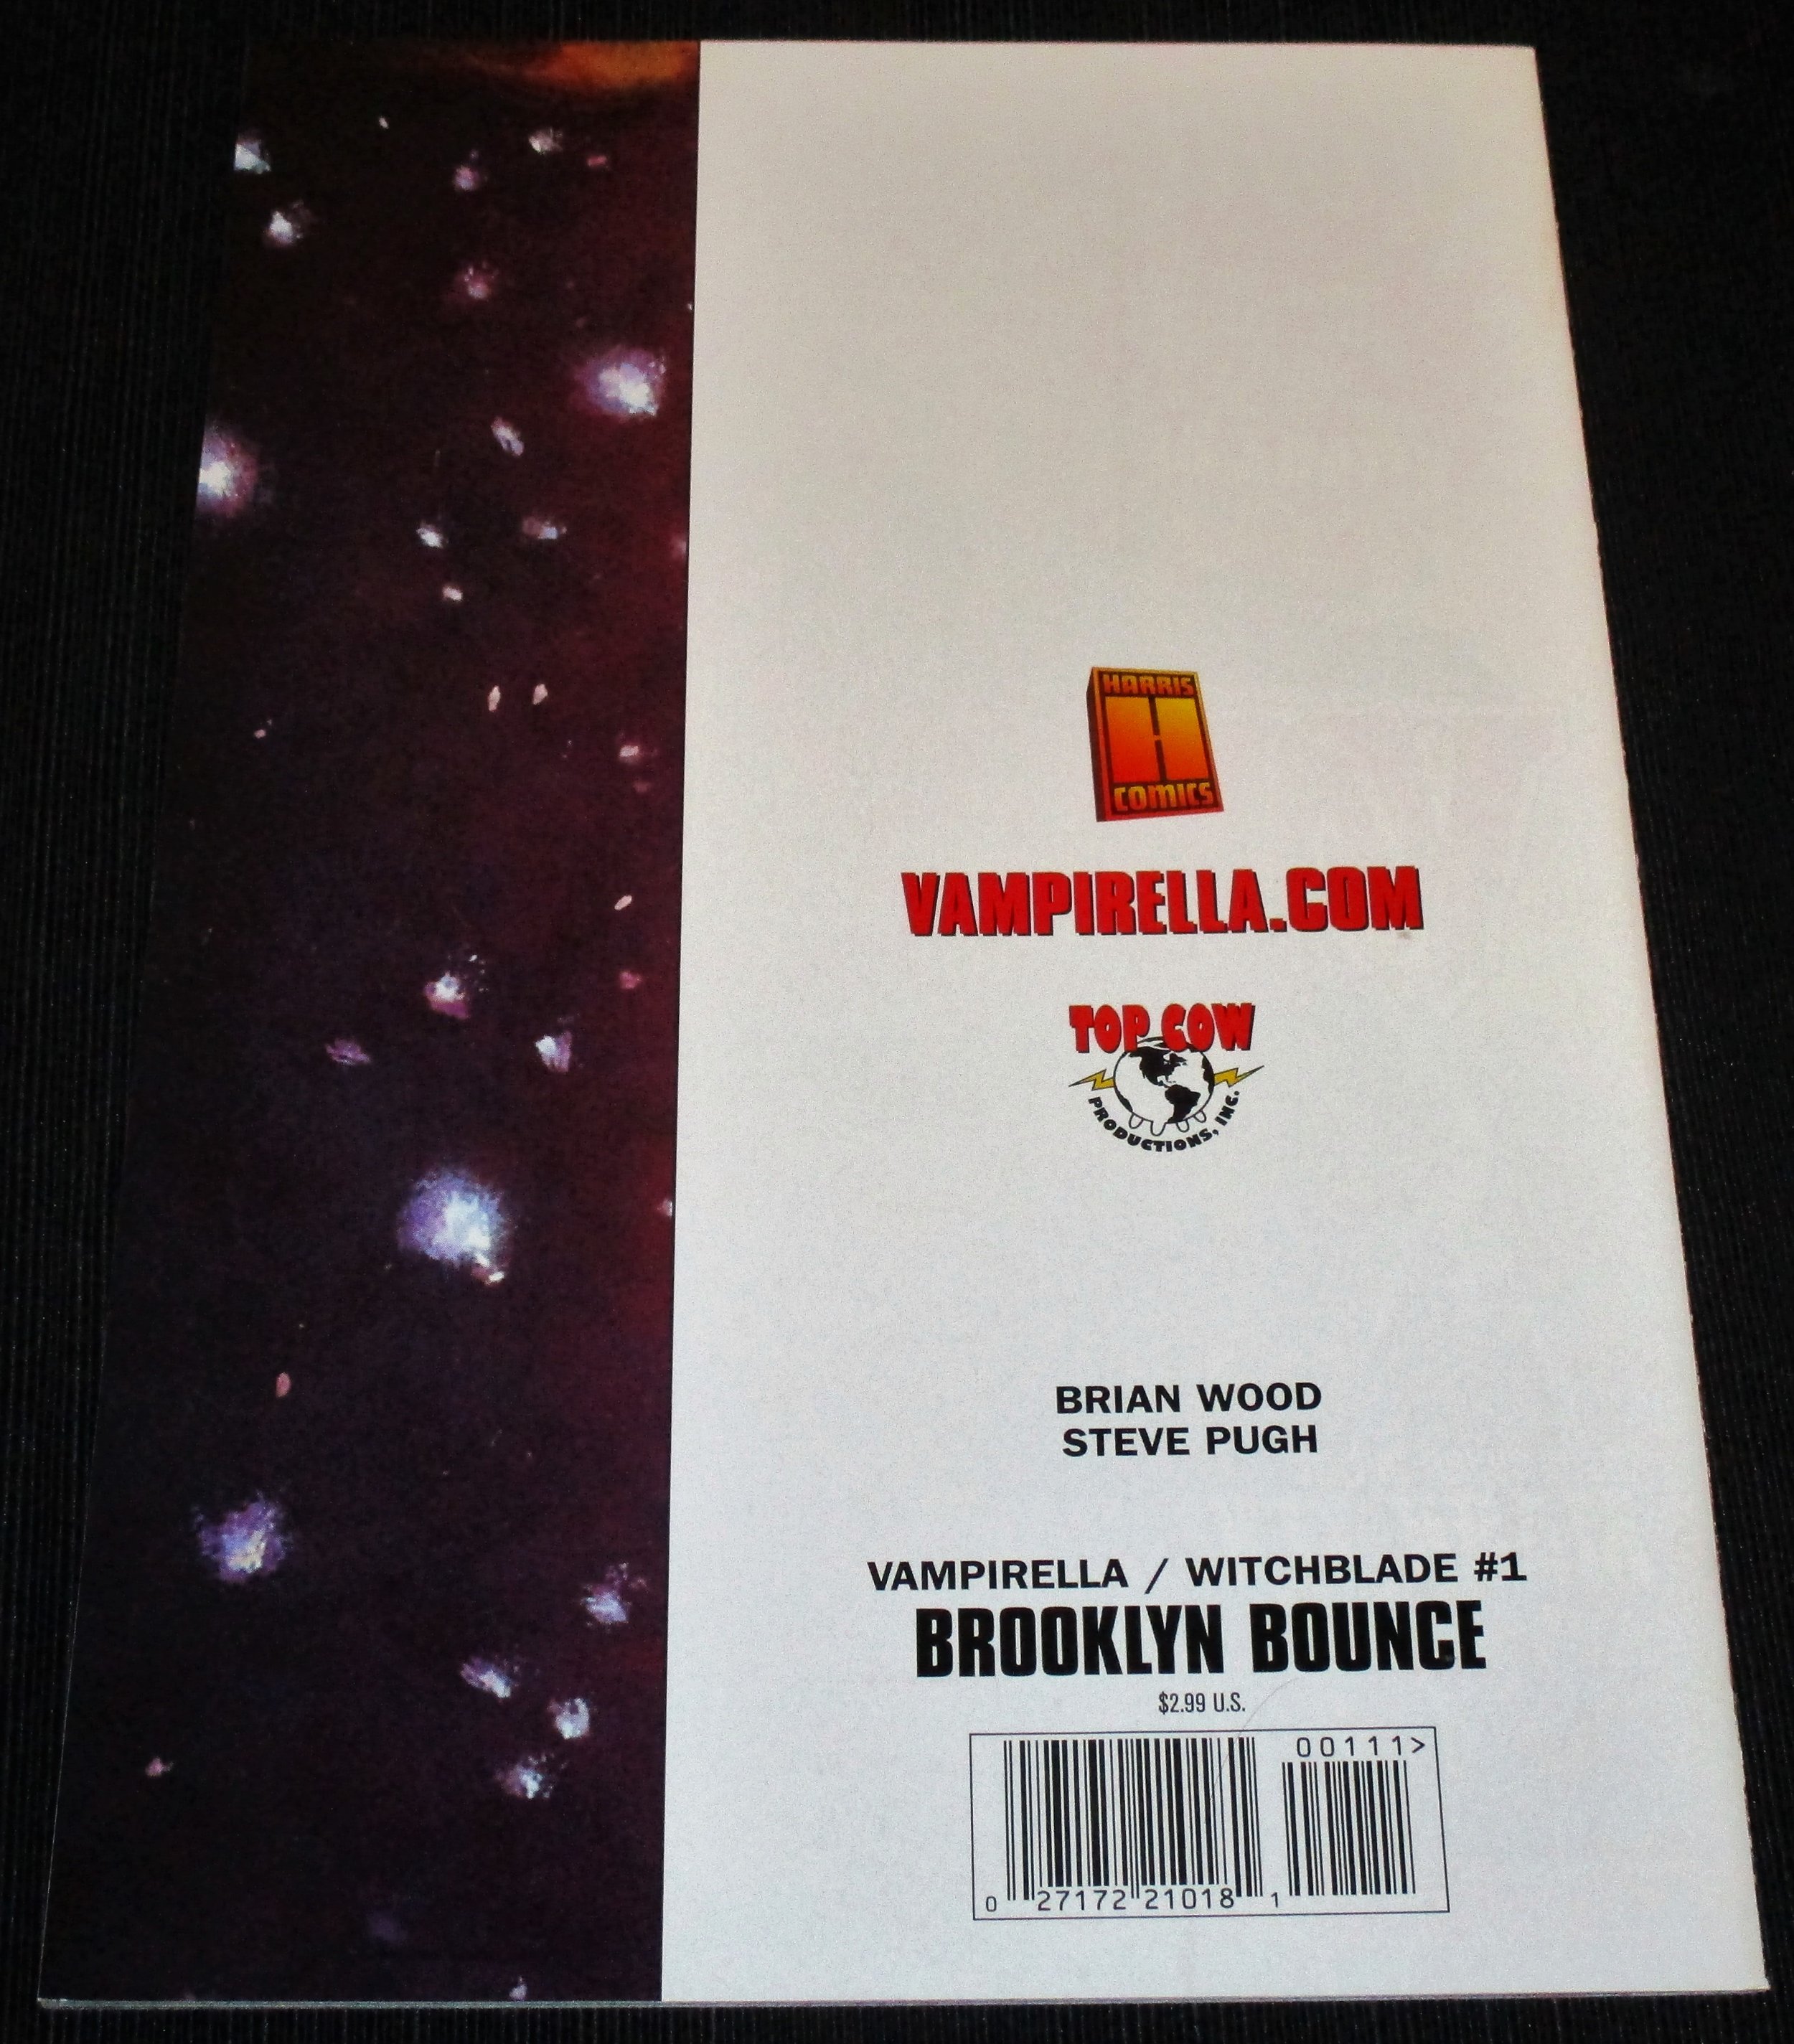 HARRIS
H
COMICS
VAMPIRELLA.COM
TOP COW
PRODUCTIONS, INC.
BRIAN WOOD
STEVE PUGH
VAMPIRELLA / WITCHBLADE #1
BROOKLYN BOUNCE
$2.99 U.S.
00111>
0 27172 21018 1